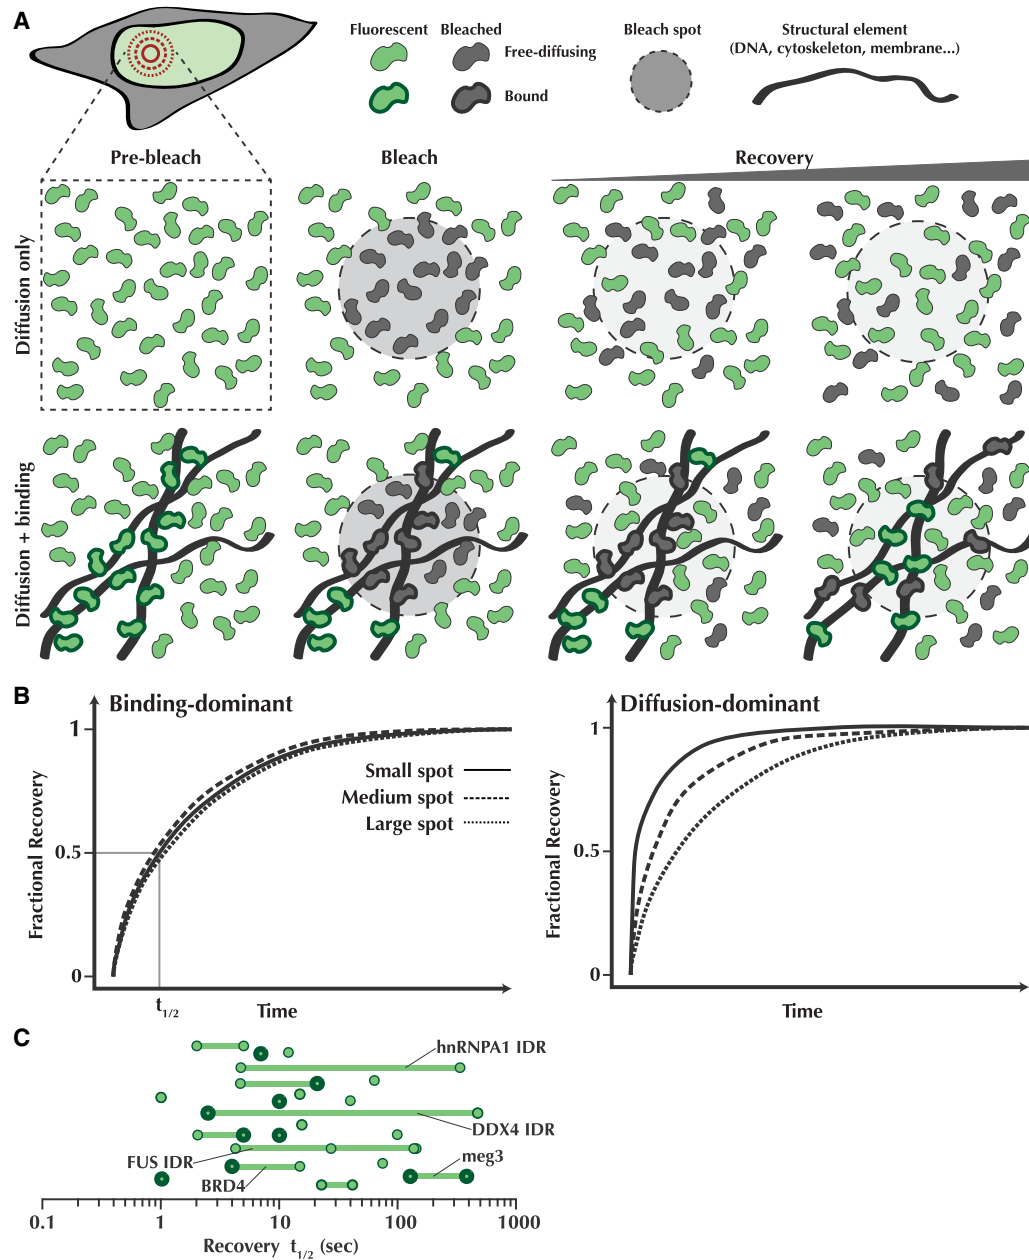 A
Fluorescent Bleached
Free-diffusing
Bound
Bleach spot
Structural element
(DNA, cytoskeleton, membrane...)
Pre-bleach
Bleach
Recovery
Diffusion only
Diffusion + binding
B
Binding-dominant
1
0.5
0
Fractional Recovery
Small spot
Medium spot
Large spot
t1/2
Time
Diffusion-dominant
1
0.5
0
Fractional Recovery
Time
C
hnRNPA1 IDR
DDX4 IDR
FUS IDR
meg3
BRD4
0.1 1 10 100 1000
Recovery t1/2 (sec)